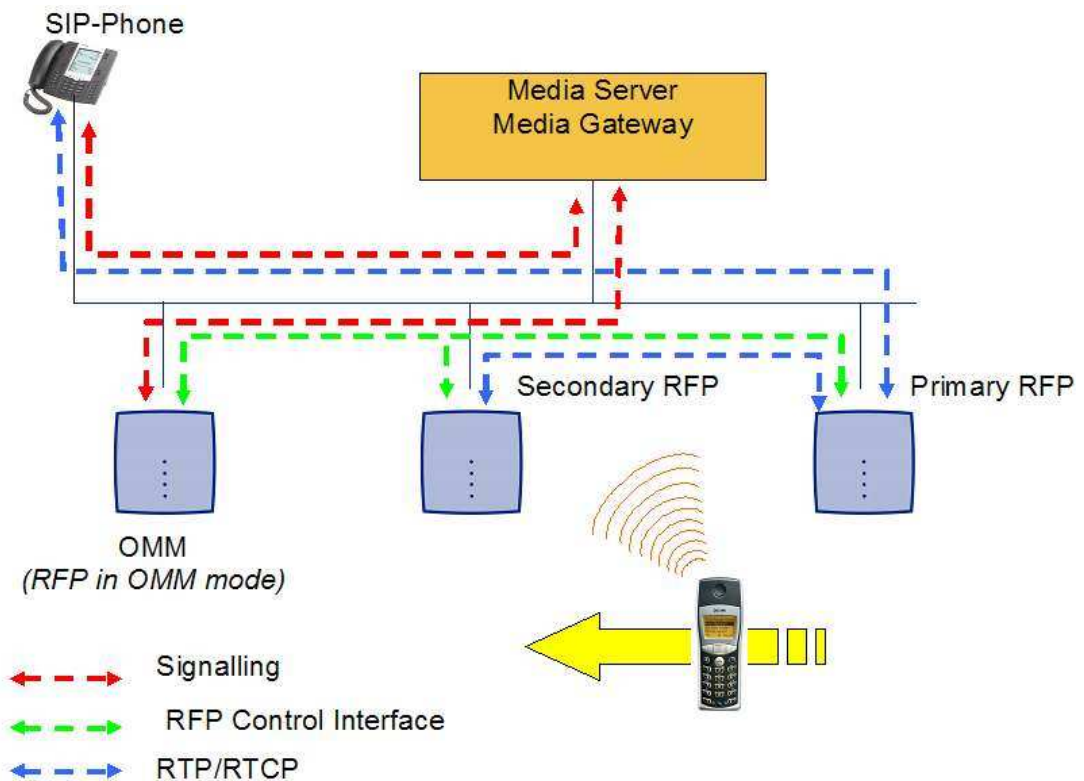 SIP-Phone
Media Server
Media Gateway
Secondary RFP
Primary RFP
OMM
(RFP in OMM mode)
Signalling
RFP Control Interface
RTP/RTCP